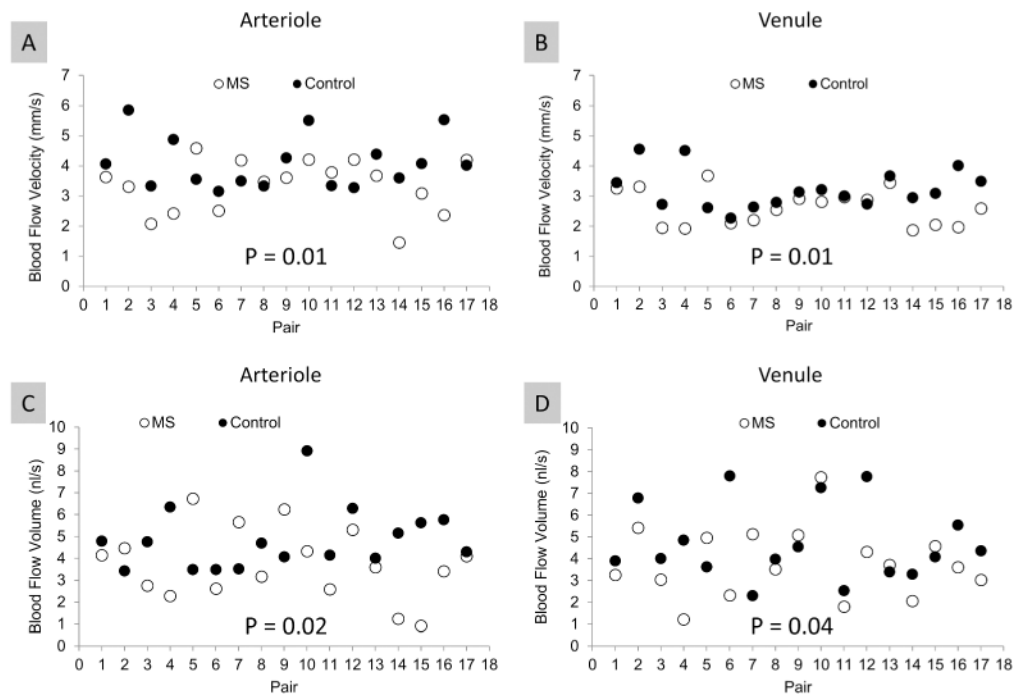 Arteriole
A
Blood Flow Velocity (mm/s)
7
6
5
4
3
2
1
0
MS Control
P = 0.01
0 1 2 3 4 5 6 7 8 9 10 11 12 13 14 15 16 17 18
Pair
Venule
B
Blood Flow Velocity (mm/s)
7
6
5
4
3
2
1
0
MS Control
P = 0.01
0 1 2 3 4 5 6 7 8 9 10 11 12 13 14 15 16 17 18
Pair
Arteriole
C
Blood Flow Volume (nl/s)
10
9
8
7
6
5
4
3
2
1
0
MS Control
P = 0.02
0 1 2 3 4 5 6 7 8 9 10 11 12 13 14 15 16 17 18
Pair
Venule
D
Blood Flow Volume (nl/s)
10
9
8
7
6
5
4
3
2
1
0
MS Control
P = 0.04
0 1 2 3 4 5 6 7 8 9 10 11 12 13 14 15 16 17 18
Pair